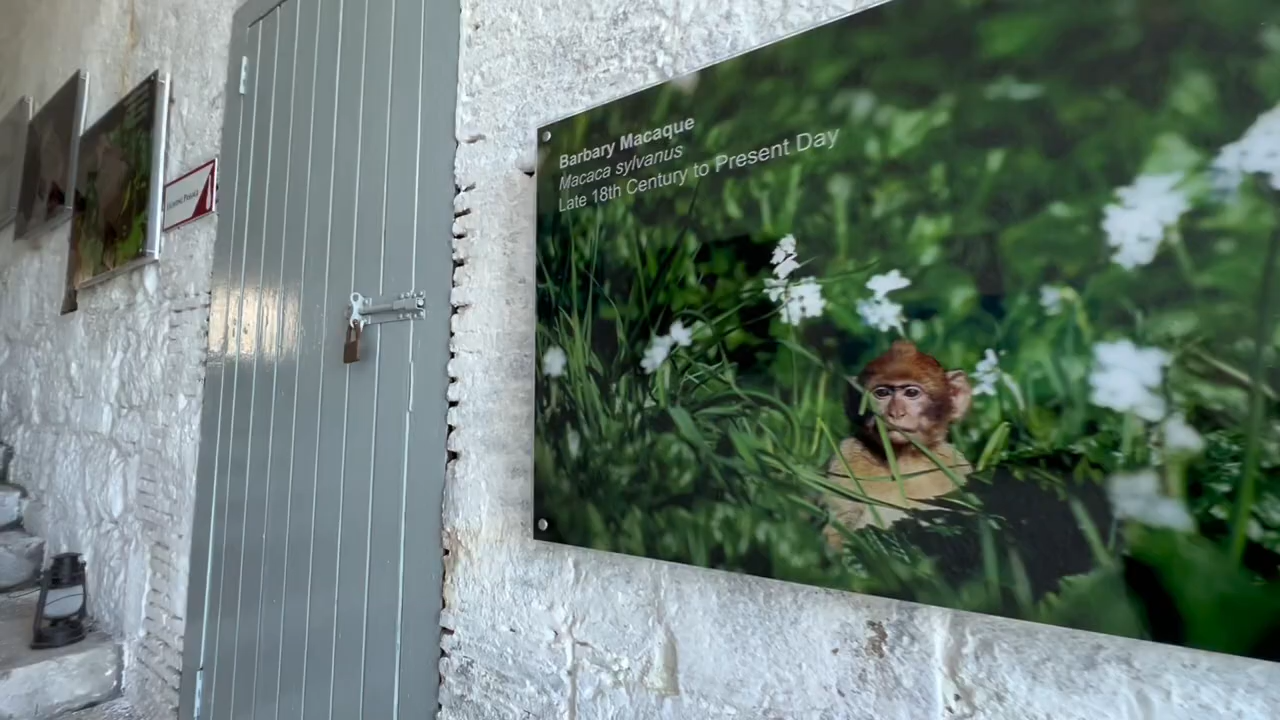 Barbary Macaque
Macaca sylvanus
Late 18th Century to Present Day